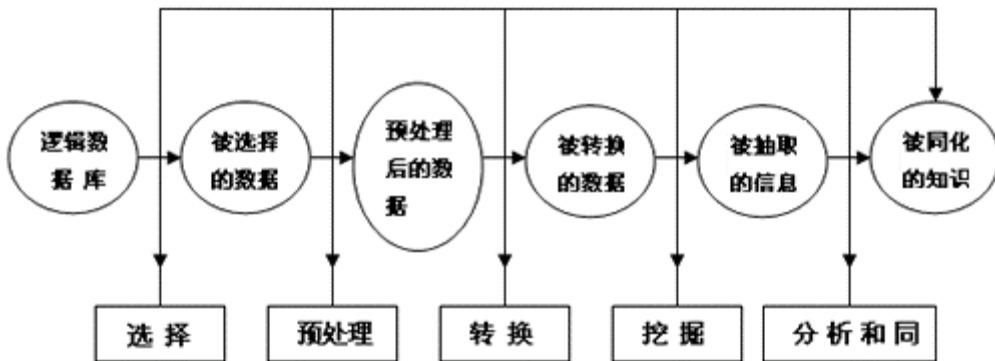 逻辑数
据 库
被选择
的数据
预处理
后的数
据
被转换
的数据
被抽取
的信息
被同化
的知识
选 择
预处理
转 换
挖 掘
分 析 和 同